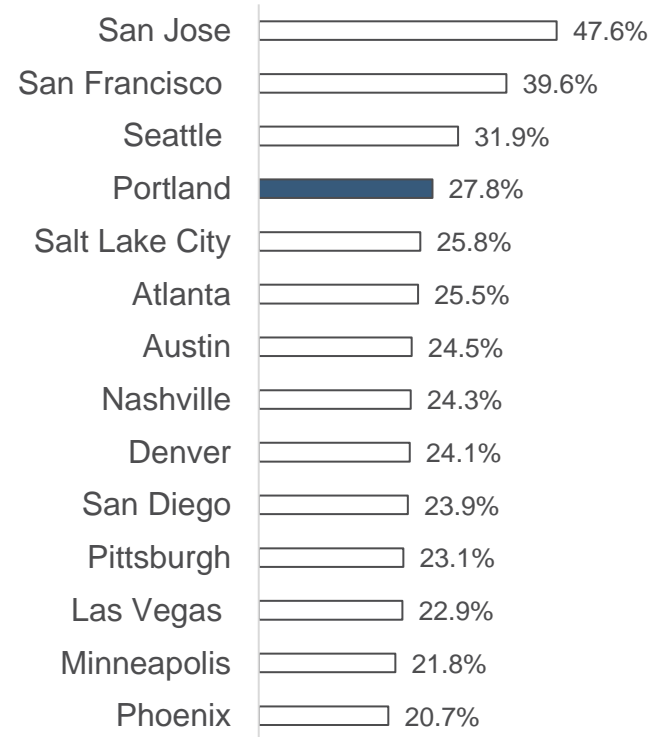 San Jose 47.6%
San Francisco 39.6%
Seattle 31.9%
Portland 27.8%
Salt Lake City 25.8%
Atlanta 25.5%
Austin 24.5%
Nashville 24.3%
Denver 24.1%
San Diego 23.9%
Pittsburgh 23.1%
Las Vegas 22.9%
Minneapolis 21.8%
Phoenix 20.7%